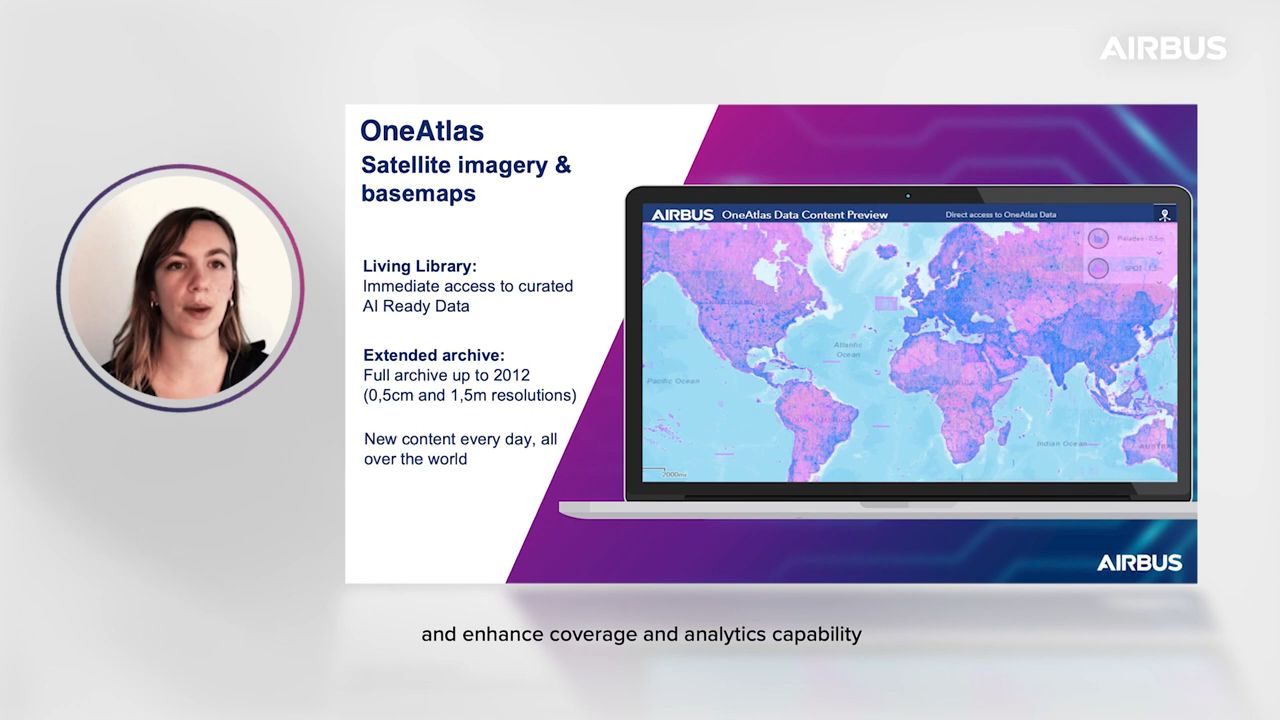 AIRBUS
OneAtlas
Satellite imagery &
basemaps
Living Library:
Immediate access to curated
AI Ready Data
Extended archive:
Full archive up to 2012
(0,5cm and 1,5m resolutions)
New content every day, all
over the world
AIRBUS OneAtlas Data Content Preview Direct access to OneAtlas Data
Atlantic
Ocean
Pacific Ocean
Indian Ocean
AIRBUS
and enhance coverage and analytics capability